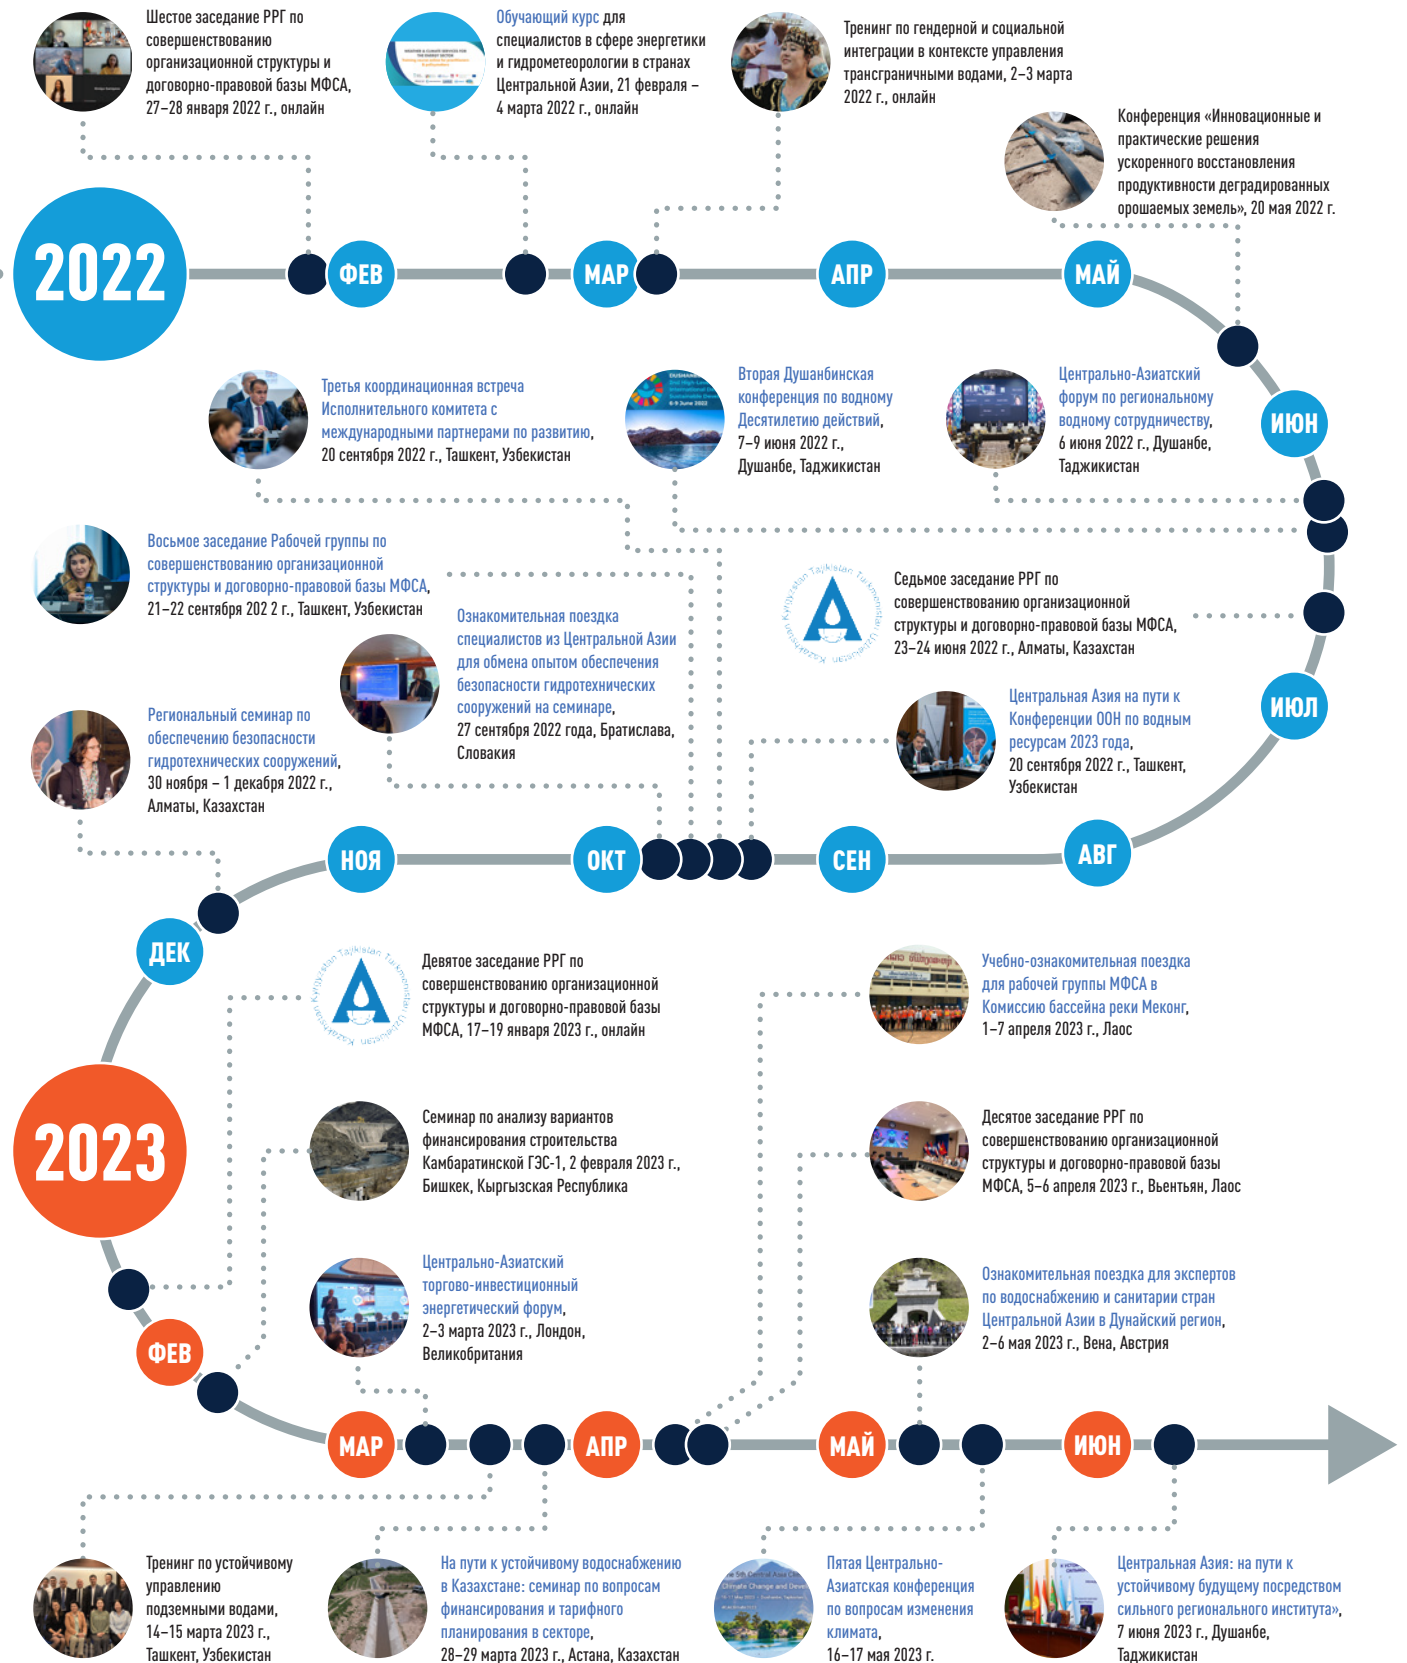 Шестое заседание РРГ по
совершенствованию
организационной структуры и
договорно-правовой базы МФСА,
27–28 января 2022 г., онлайн
Обучающий курс для
специалистов в сфере энергетики
и гидрометеорологии в странах
Центральной Азии, 21 февраля –
4 марта 2022 г., онлайн
Тренинг по гендерной и социальной
интеграции в контексте управления
трансграничными водами, 2–3 марта
2022 г., онлайн
Конференция «Инновационные и
практические решения
ускоренного восстановления
продуктивности деградированных
орошаемых земель», 20 мая 2022 г.
2022
ФЕВ
МАР
АПР
МАЙ
ИЮН
Третья координационная встреча
Исполнительного комитета с
международными партнерами по развитию,
20 сентября 2022 г., Ташкент, Узбекистан
Вторая Душанбинская
конференция по водному
Десятилетию действий,
7–9 июня 2022 г.,
Душанбе, Таджикистан
Центрально-Азиатский
форум по региональному
водному сотрудничеству,
6 июня 2022 г., Душанбе,
Таджикистан
Восьмое заседание Рабочей группы по
совершенствованию организационной
структуры и договорно-правовой базы МФСА,
21–22 сентября 202 2 г., Ташкент, Узбекистан
Ознакомительная поездка
специалистов из Центральной Азии
для обмена опытом обеспечения
безопасности гидротехнических
сооружений на семинаре,
27 сентября 2022 года, Братислава,
Словакия
Kazakhstan Kyrgyzstan Tajikistan Turkmenistan Uzbekistan
Седьмое заседание РРГ по
совершенствованию организационной
структуры и договорно-правовой базы МФСА,
23–24 июня 2022 г., Алматы, Казахстан
Региональный семинар по
обеспечению безопасности
гидротехнических сооружений,
30 ноября – 1 декабря 2022 г.,
Алматы, Казахстан
Центральная Азия на пути к
Конференции ООН по водным
ресурсам 2023 года,
20 сентября 2022 г., Ташкент,
Узбекистан
ИЮЛ
НОЯ
ОКТ
СЕН
АВГ
ДЕК
Kazakhstan Kyrgyzstan Tajikistan Turkmenistan Uzbekistan
Девятое заседание РРГ по
совершенствованию организационной
структуры и договорно-правовой базы
МФСА, 17–19 января 2023 г., онлайн
Учебно-ознакомительная поездка
для рабочей группы МФСА в
Комиссию бассейна реки Меконг,
1–7 апреля 2023 г., Лаос
2023
Семинар по анализу вариантов
финансирования строительства
Камбаратинской ГЭС-1, 2 февраля 2023 г.,
Бишкек, Кыргызская Республика
Десятое заседание РРГ по
совершенствованию организационной
структуры и договорно-правовой базы
МФСА, 5–6 апреля 2023 г., Вьентьян, Лаос
Центрально-Азиатский
торгово-инвестиционный
энергетический форум,
2–3 марта 2023 г., Лондон,
Великобритания
Ознакомительная поездка для экспертов
по водоснабжению и санитарии стран
Центральной Азии в Дунайский регион,
2–6 мая 2023 г., Вена, Австрия
ФЕВ
МАР
АПР
МАЙ
ИЮН
Тренинг по устойчивому
управлению
подземными водами,
14–15 марта 2023 г.,
Ташкент, Узбекистан
На пути к устойчивому водоснабжению
в Казахстане: семинар по вопросам
финансирования и тарифного
планирования в секторе,
28–29 марта 2023 г., Астана, Казахстан
Пятая Центрально-
Азиатская конференция
по вопросам изменения
климата,
16–17 мая 2023 г.
Центральная Азия: на пути к
устойчивому будущему посредством
сильного регионального института»,
7 июня 2023 г., Душанбе,
Таджикистан